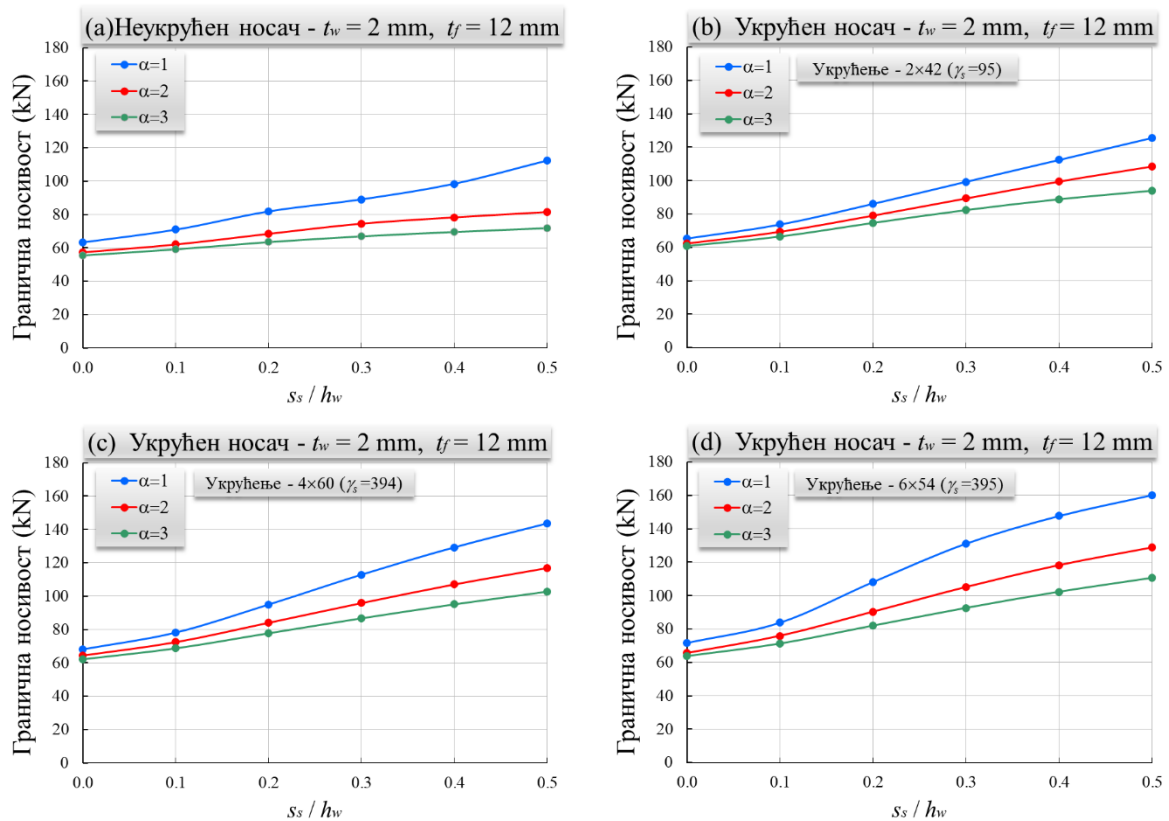 (a)Неукрућен носач - tw = 2 mm, tf = 12 mm
α=1
α=2
α=3
Гранична носивост (kN)
180
160
140
120
100
80
60
40
20
0
0.0 0.1 0.2 0.3 0.4 0.5
ss / hw
(b) Укрућен носач - tw = 2 mm, tf = 12 mm
Укрућење - 2×42 (γs =95)
α=1
α=2
α=3
Гранична носивост (kN)
180
160
140
120
100
80
60
40
20
0
0.0 0.1 0.2 0.3 0.4 0.5
ss / hw
(c) Укрућен носач - tw = 2 mm, tf = 12 mm
Укрућење - 4×60 (γs =394)
α=1
α=2
α=3
Гранична носивост (kN)
180
160
140
120
100
80
60
40
20
0
0.0 0.1 0.2 0.3 0.4 0.5
ss / hw
(d) Укрућен носач - tw = 2 mm, tf = 12 mm
Укрућење - 6×54 (γs =395)
α=1
α=2
α=3
Гранична носивост (kN)
180
160
140
120
100
80
60
40
20
0
0.0 0.1 0.2 0.3 0.4 0.5
ss / hw